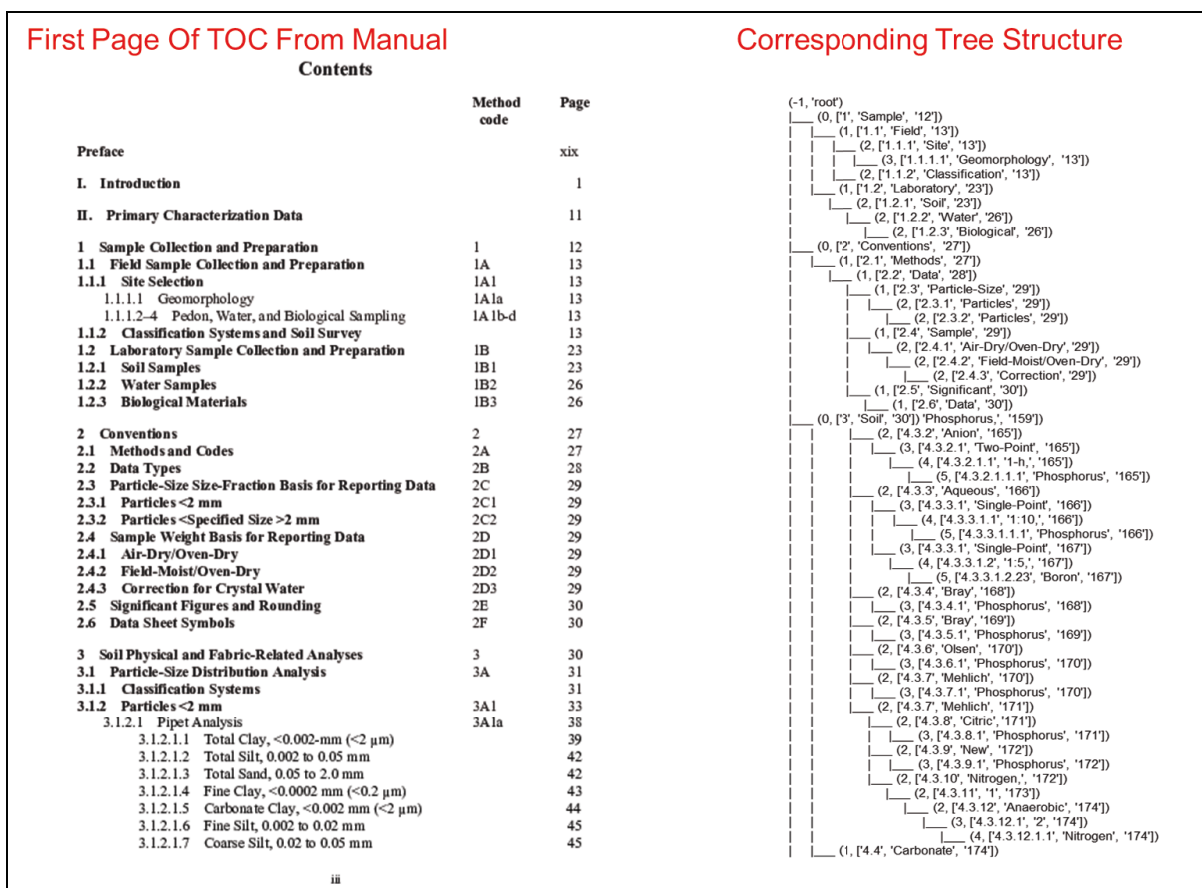 First Page Of TOC From Manual
Contents
Method code Page
Preface xix
I. Introduction 1
II. Primary Characterization Data 11
1 Sample Collection and Preparation 1 12
1.1 Field Sample Collection and Preparation 1A 13
1.1.1 Site Selection 1A1 13
1.1.1.1 Geomorphology 1A1a 13
1.1.1.2–4 Pedon, Water, and Biological Sampling 1A1b-d 13
1.1.2 Classification Systems and Soil Survey 13
1.2 Laboratory Sample Collection and Preparation 1B 23
1.2.1 Soil Samples 1B1 23
1.2.2 Water Samples 1B2 26
1.2.3 Biological Materials 1B3 26
2 Conventions 2 27
2.1 Methods and Codes 2A 27
2.2 Data Types 2B 28
2.3 Particle-Size Size-Fraction Basis for Reporting Data 2C 29
2.3.1 Particles <2 mm 2C1 29
2.3.2 Particles <Specified Size >2 mm 2C2 29
2.4 Sample Weight Basis for Reporting Data 2D 29
2.4.1 Air-Dry/Oven-Dry 2D1 29
2.4.2 Field-Moist/Oven-Dry 2D2 29
2.4.3 Correction for Crystal Water 2D3 29
2.5 Significant Figures and Rounding 2E 30
2.6 Data Sheet Symbols 2F 30
3 Soil Physical and Fabric-Related Analyses 3 30
3.1 Particle-Size Distribution Analysis 3A 31
3.1.1 Classification Systems 31
3.1.2 Particles <2 mm 3A1 33
3.1.2.1 Pipet Analysis 3A1a 38
3.1.2.1.1 Total Clay, <0.002-mm (<2 µm) 39
3.1.2.1.2 Total Silt, 0.002 to 0.05 mm 42
3.1.2.1.3 Total Sand, 0.05 to 2.0 mm 42
3.1.2.1.4 Fine Clay, <0.0002 mm (<0.2 µm) 43
3.1.2.1.5 Carbonate Clay, <0.002 mm (<2 µm) 44
3.1.2.1.6 Fine Silt, 0.002 to 0.02 mm 45
3.1.2.1.7 Coarse Silt, 0.02 to 0.05 mm 45
iii
Corresponding Tree Structure
(-1, 'root')
|___ (0, ['1', 'Sample', '12'])
| |___ (1, ['1.1', 'Field', '13'])
| | |___ (2, ['1.1.1', 'Site', '13'])
| | | |___ (3, ['1.1.1.1', 'Geomorphology', '13'])
| | |___ (2, ['1.1.2', 'Classification', '13'])
| |___ (1, ['1.2', 'Laboratory', '23'])
| |___ (2, ['1.2.1', 'Soil', '23'])
| |___ (2, ['1.2.2', 'Water', '26'])
| |___ (2, ['1.2.3', 'Biological', '26'])
|___ (0, ['2', 'Conventions', '27'])
| |___ (1, ['2.1', 'Methods', '27'])
| |___ (1, ['2.2', 'Data', '28'])
| |___ (1, ['2.3', 'Particle-Size', '29'])
| | |___ (2, ['2.3.1', 'Particles', '29'])
| | |___ (2, ['2.3.2', 'Particles', '29'])
| |___ (1, ['2.4', 'Sample', '29'])
| | |___ (2, ['2.4.1', 'Air-Dry/Oven-Dry', '29'])
| | |___ (2, ['2.4.2', 'Field-Moist/Oven-Dry', '29'])
| | |___ (2, ['2.4.3', 'Correction', '29'])
| |___ (1, ['2.5', 'Significant', '30'])
| |___ (1, ['2.6', 'Data', '30'])
|___ (0, ['3', 'Soil', '30']) 'Phosphorus,', '159'])
| | |___ (2, ['4.3.2', 'Anion', '165'])
| | | |___ (3, ['4.3.2.1', 'Two-Point', '165'])
| | | |___ (4, ['4.3.2.1.1', '1-h,', '165'])
| | | |___ (5, ['4.3.2.1.1.1', 'Phosphorus', '165'])
| | |___ (2, ['4.3.3', 'Aqueous', '166'])
| | | |___ (3, ['4.3.3.1', 'Single-Point', '166'])
| | | | |___ (4, ['4.3.3.1.1', '1:10,', '166'])
| | | | |___ (5, ['4.3.3.1.1.1', 'Phosphorus', '166'])
| | | |___ (3, ['4.3.3.1', 'Single-Point', '167'])
| | | |___ (4, ['4.3.3.1.2', '1:5,', '167'])
| | | |___ (5, ['4.3.3.1.2.23', 'Boron', '167'])
| | |___ (2, ['4.3.4', 'Bray', '168'])
| | | |___ (3, ['4.3.4.1', 'Phosphorus', '168'])
| | |___ (2, ['4.3.5', 'Bray', '169'])
| | | |___ (3, ['4.3.5.1', 'Phosphorus', '169'])
| | |___ (2, ['4.3.6', 'Olsen', '170'])
| | | |___ (3, ['4.3.6.1', 'Phosphorus', '170'])
| | |___ (2, ['4.3.7', 'Mehlich', '170'])
| | | |___ (3, ['4.3.7.1', 'Phosphorus', '170'])
| | |___ (2, ['4.3.7', 'Mehlich', '171'])
| | |___ (2, ['4.3.8', 'Citric', '171'])
| | | |___ (3, ['4.3.8.1', 'Phosphorus', '171'])
| | |___ (2, ['4.3.9', 'New', '172'])
| | | |___ (3, ['4.3.9.1', 'Phosphorus', '172'])
| | |___ (2, ['4.3.10', 'Nitrogen,', '172'])
| | |___ (2, ['4.3.11', '1', '173'])
| | |___ (2, ['4.3.12', 'Anaerobic', '174'])
| | |___ (3, ['4.3.12.1', '2', '174'])
| | |___ (4, ['4.3.12.1.1', 'Nitrogen', '174'])
| |___ (1, ['4.4', 'Carbonate', '174'])